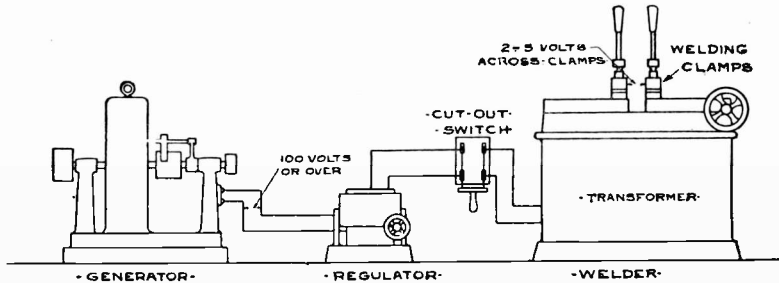 2-5 VOLTS
ACROSS-CLAMPS
WELDING
CLAMPS
-CUT-OUT-
-SWITCH-
100 VOLTS
OR OVER
-TRANSFORMER-
-GENERATOR-
-REGULATOR-
-WELDER-